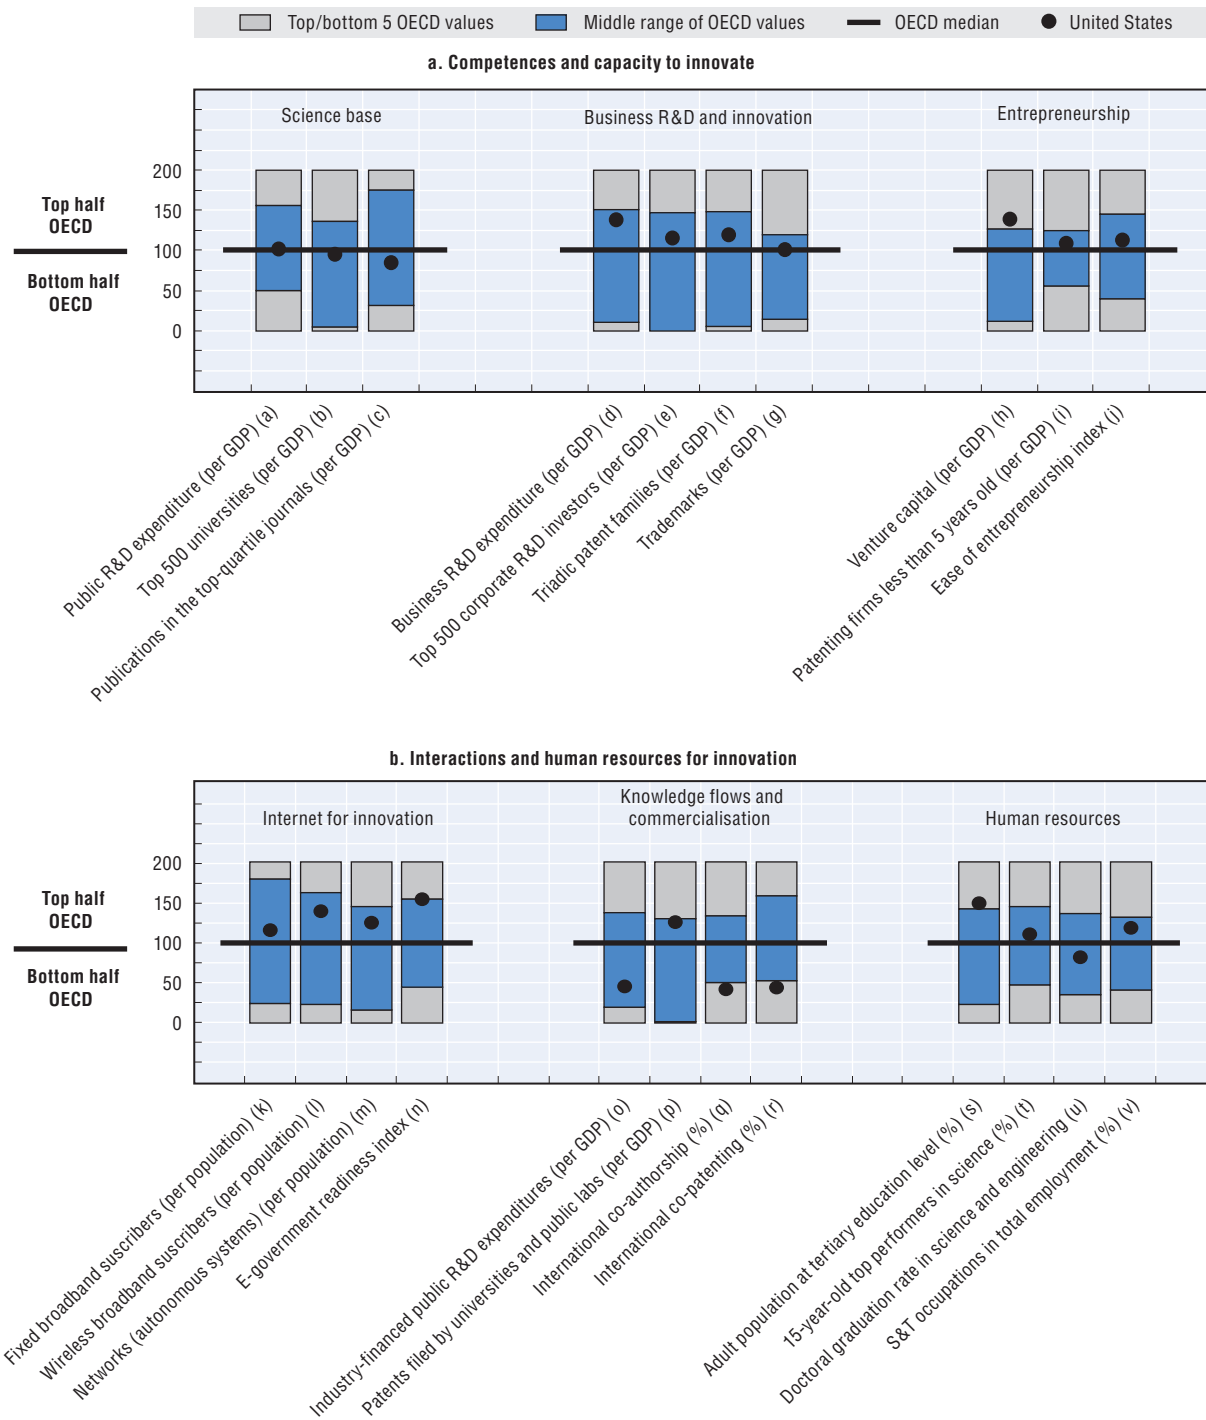 Top/bottom 5 OECD values
Middle range of OECD values
OECD median
United States
a. Competences and capacity to innovate
Science base
Business R&D and innovation
Entrepreneurship
200
150
100
50
0
Top half
OECD
Bottom half
OECD
Public R&D expenditure (per GDP) (a)
Top 500 universities (per GDP) (b)
Publications in the top-quartile journals (per GDP) (c)
Business R&D expenditure (per GDP) (d)
Top 500 corporate R&D investors (per GDP) (e)
Triadic patent families (per GDP) (f)
Trademarks (per GDP) (g)
Venture capital (per GDP) (h)
Patenting firms less than 5 years old (per GDP) (i)
Ease of entrepreneurship index (j)
b. Interactions and human resources for innovation
Internet for innovation
Knowledge flows and
commercialisation
Human resources
200
150
100
50
0
Top half
OECD
Bottom half
OECD
Fixed broadband suscribers (per population) (k)
Wireless broadband suscribers (per population) (l)
Networks (autonomous systems) (per population) (m)
E-government readiness index (n)
Industry-financed public R&D expenditures (per GDP) (o)
Patents filed by universities and public labs (per GDP) (p)
International co-authorship (%) (q)
International co-patenting (%) (r)
Adult population at tertiary education level (%) (s)
15-year-old top performers in science (%) (t)
Doctoral graduation rate in science and engineering (u)
S&T occupations in total employment (%) (v)